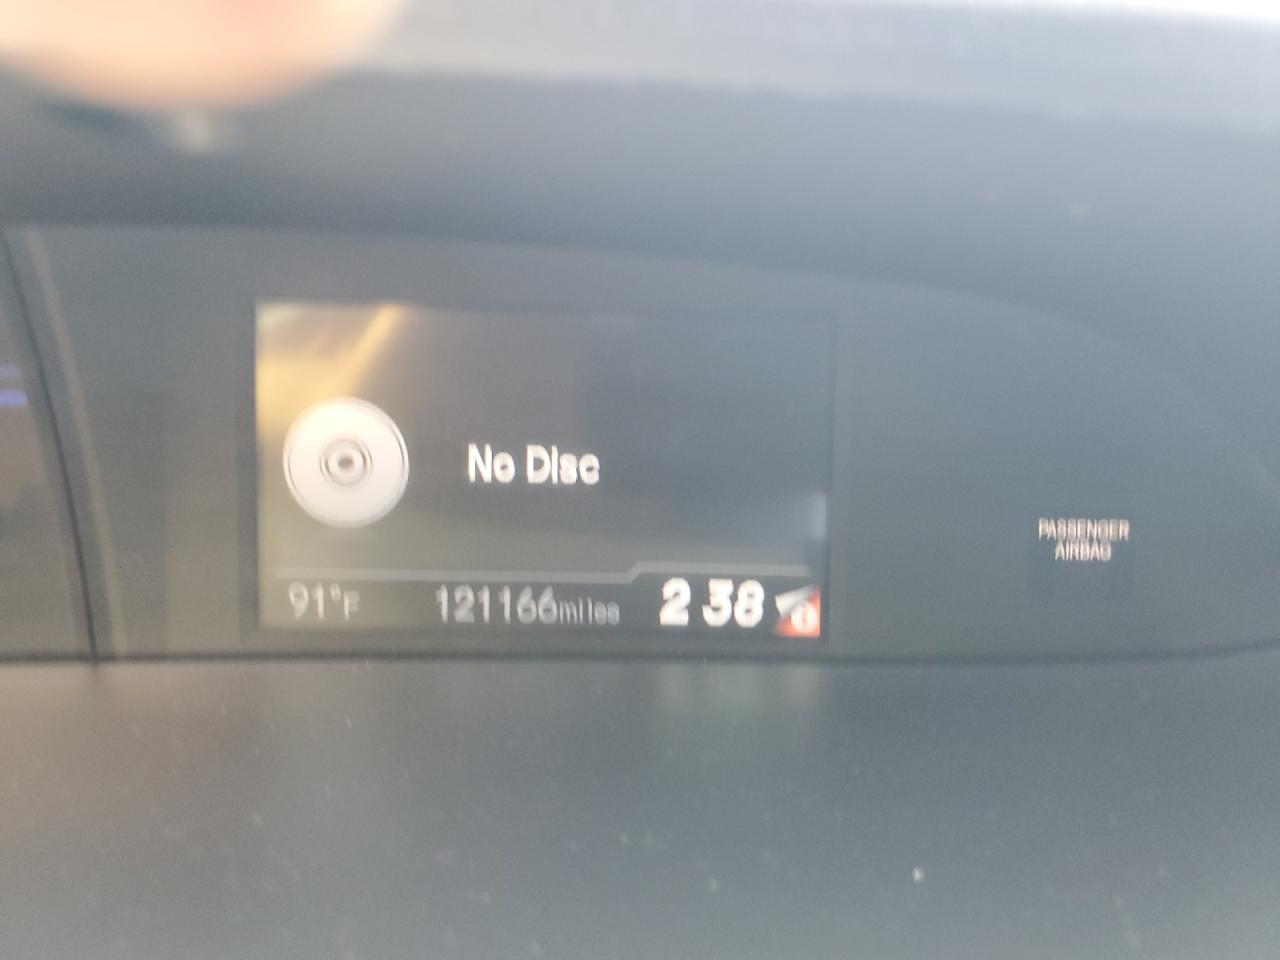 No Disc
91°F 121166miles 2 38
PASSENGER
AIRBAG